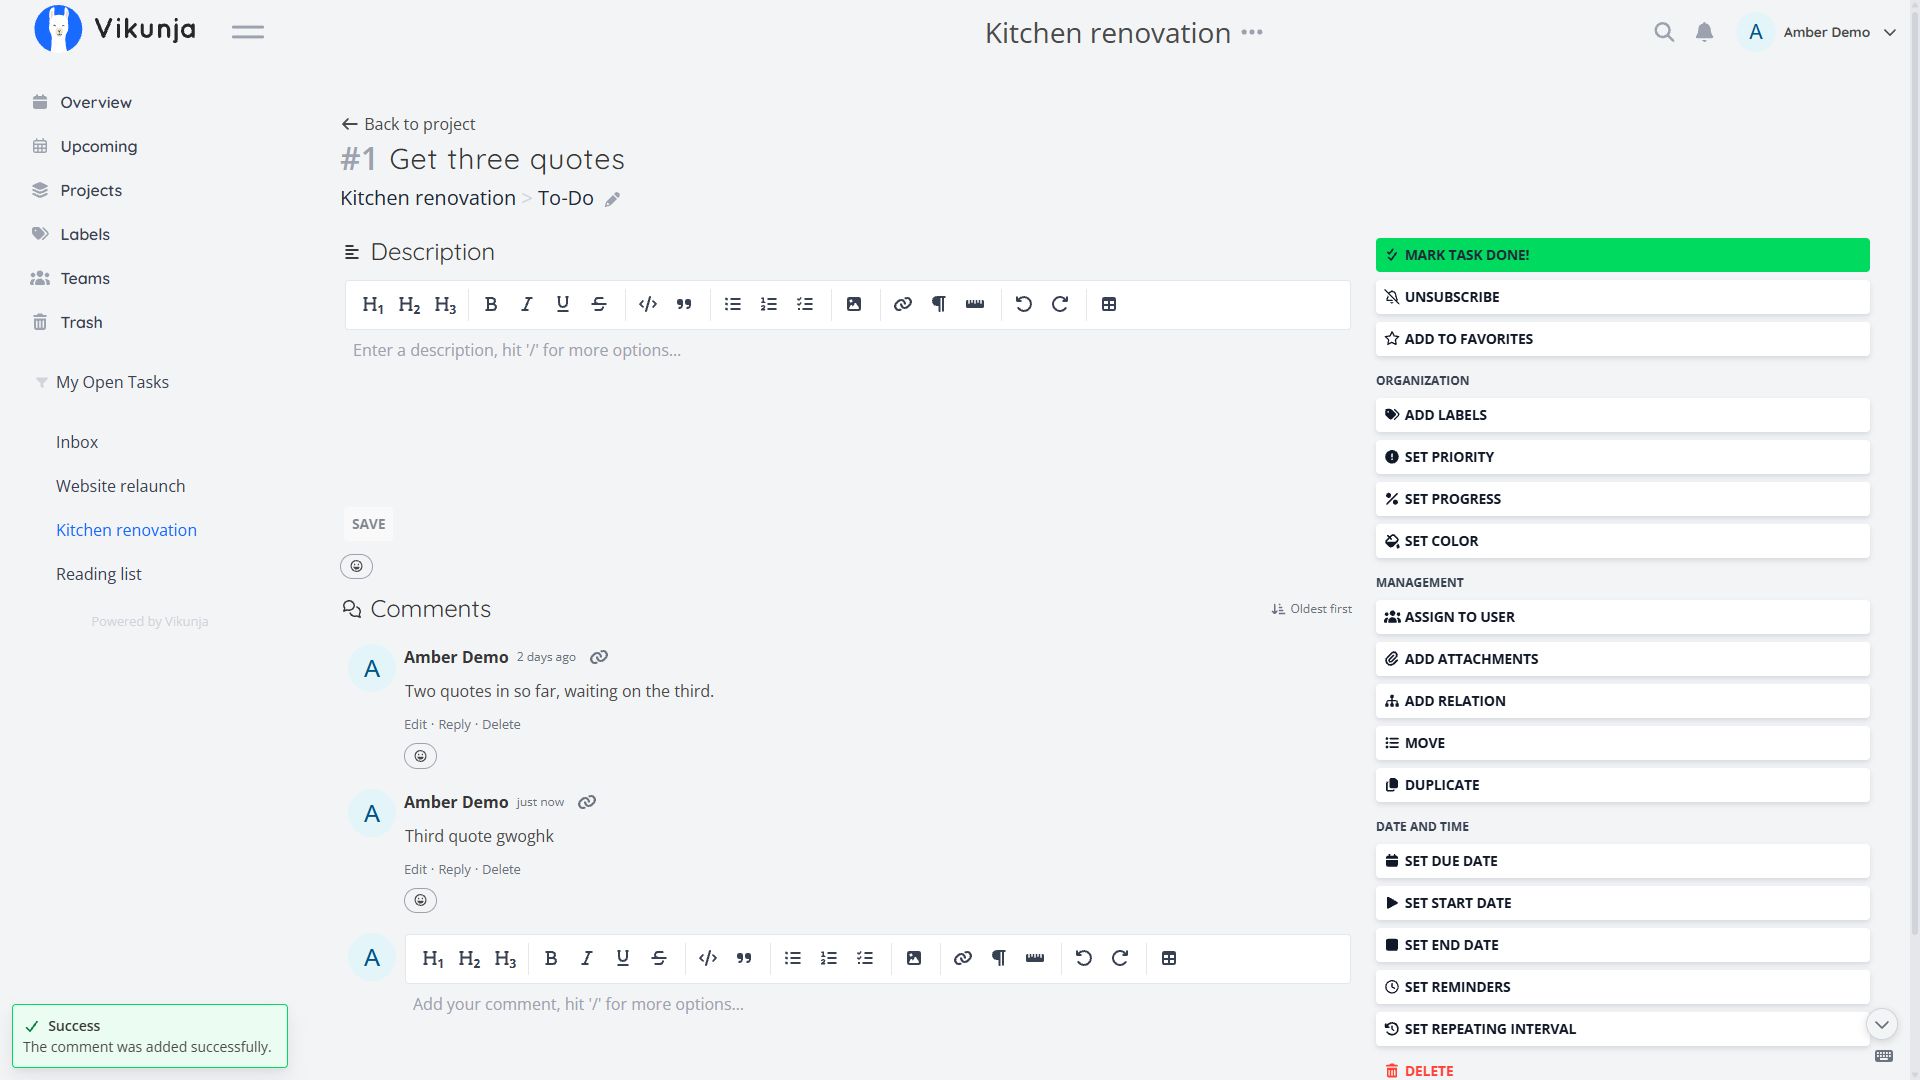 Vikunja
Kitchen renovation
A Amber Demo
Overview
Upcoming
Projects
Labels
Teams
Trash
My Open Tasks
Inbox
Website relaunch
Kitchen renovation
Reading list
Powered by Vikunja
Back to project
#1 Get three quotes
Kitchen renovation > To-Do
Description
H1 H2 H3 B I U S
Enter a description, hit '/' for more options...
SAVE
Comments
Oldest first
A Amber Demo 2 days ago
Two quotes in so far, waiting on the third.
Edit · Reply · Delete
A Amber Demo just now
Third quote gwoghk
Edit · Reply · Delete
A H1 H2 H3 B I U S
Add your comment, hit '/' for more options...
MARK TASK DONE!
UNSUBSCRIBE
ADD TO FAVORITES
ORGANIZATION
ADD LABELS
SET PRIORITY
SET PROGRESS
SET COLOR
MANAGEMENT
ASSIGN TO USER
ADD ATTACHMENTS
ADD RELATION
MOVE
DUPLICATE
DATE AND TIME
SET DUE DATE
SET START DATE
SET END DATE
SET REMINDERS
SET REPEATING INTERVAL
DELETE
Success
The comment was added successfully.